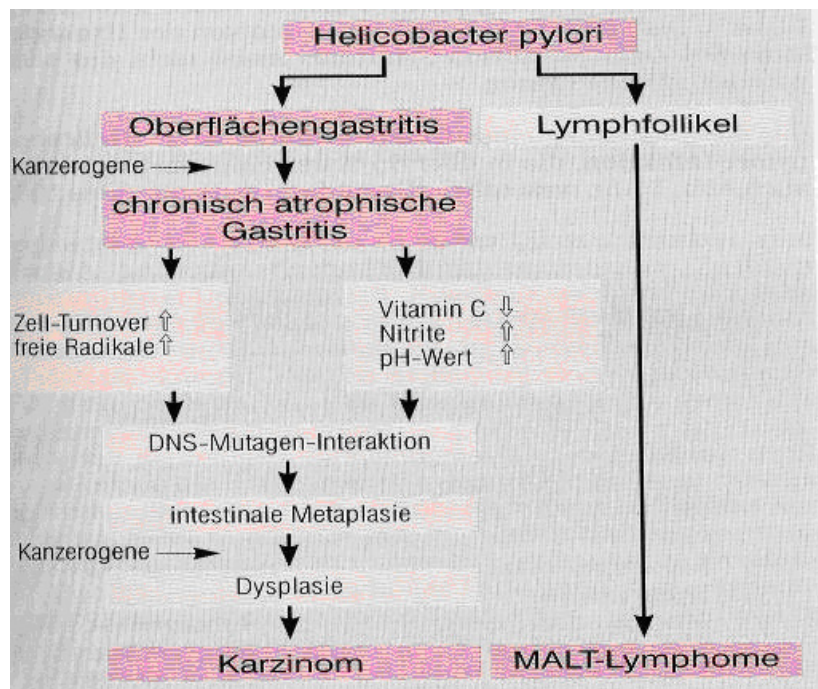 Helicobacter pylori
Oberflächengastritis
Lymphfollikel
Kanzerogene
chronisch atrophische
Gastritis
Zell-Turnover ⇧
freie Radikale ⇧
Vitamin C ⇩
Nitrite ⇧
pH-Wert ⇧
DNS-Mutagen-Interaktion
intestinale Metaplasie
Kanzerogene
Dysplasie
Karzinom
MALT-Lymphome